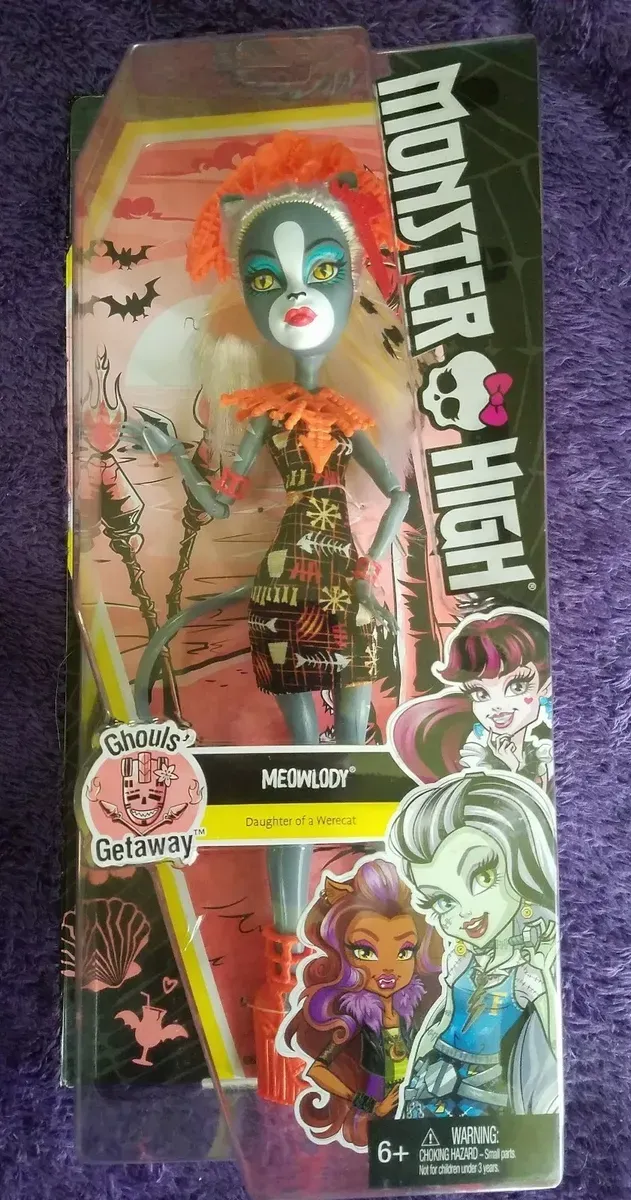 MONSTER HIGH®
Ghouls'
Getaway™
MEOWLODY®
Daughter of a Werecat
F
6+
WARNING:
CHOKING HAZARD – Small parts.
Not for children under 3 years.